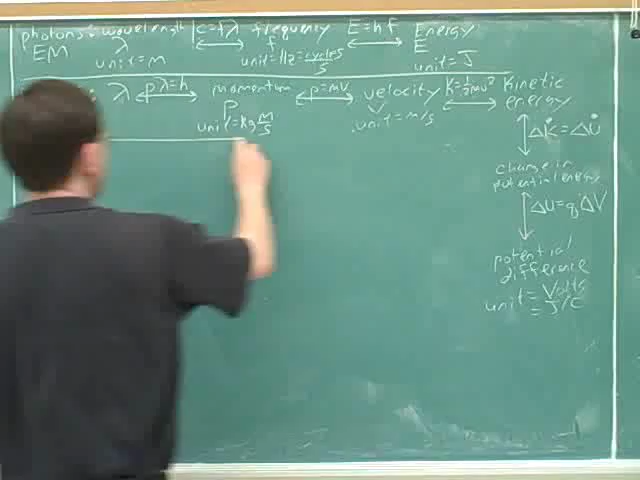 photons: wavelength c=fλ frequency E=hf Energy
EM λ f E
unit=m unit=Hz=cycles/s unit=J
: λ pλ=h momentum p=mv velocity K=½mv² Kinetic energy
p v
unit=kg m/s unit=m/s
ΔK=ΔU
change in
potential energy
ΔU=qΔV
potential
difference
unit=Volts
=J/C